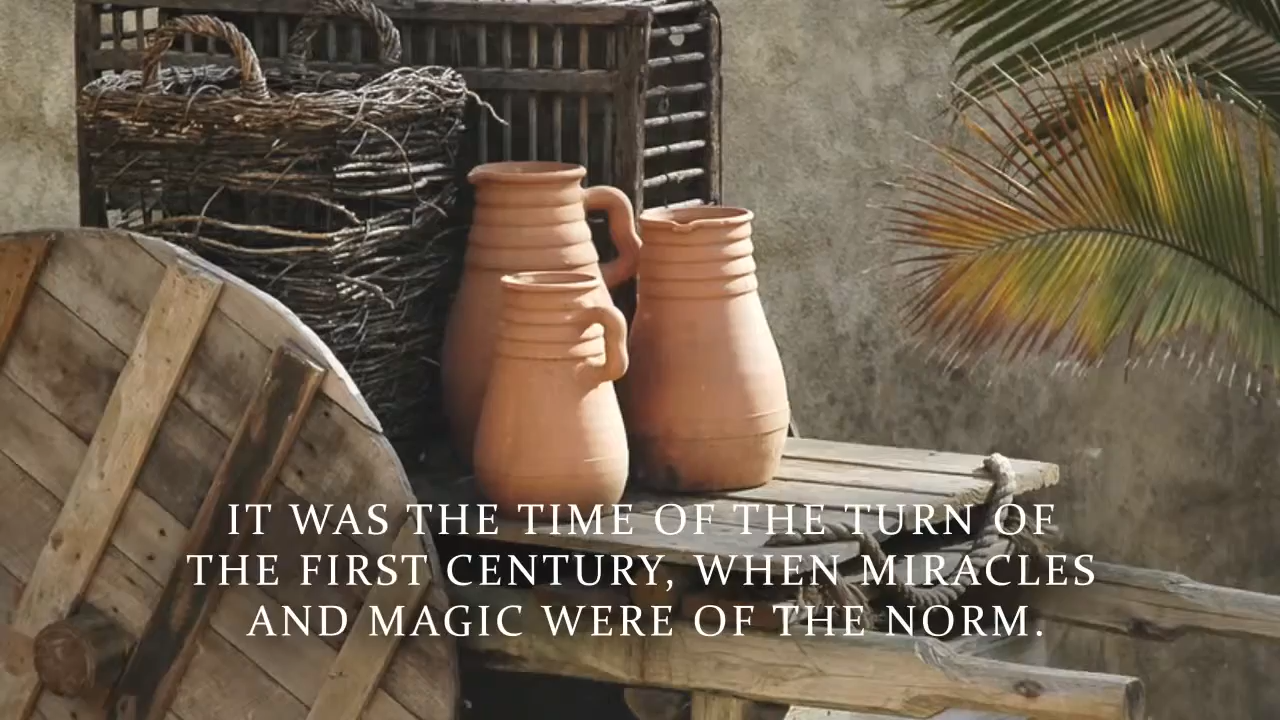 IT WAS THE TIME OF THE TURN OF
THE FIRST CENTURY, WHEN MIRACLES
AND MAGIC WERE OF THE NORM.